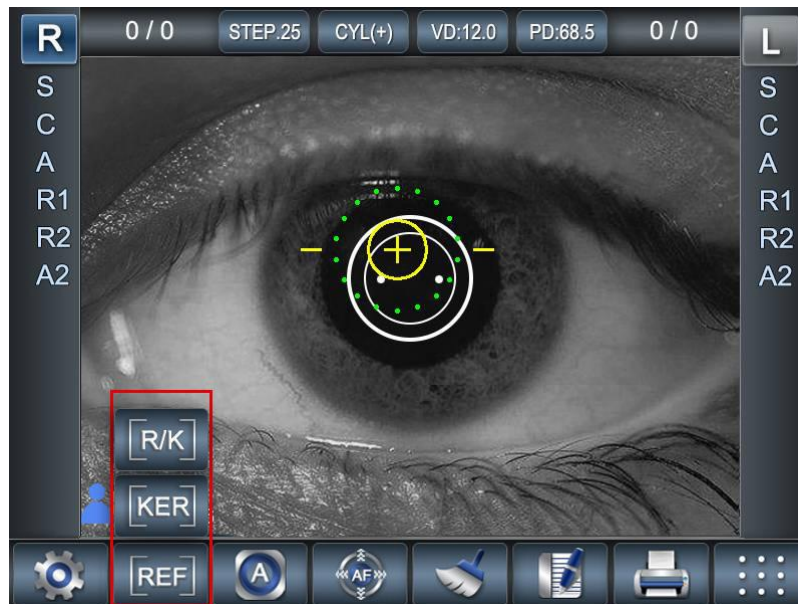 R 0 / 0 STEP.25 CYL(+) VD:12.0 PD:68.5 0 / 0 L
S S
C C
A A
R1 R1
R2 R2
A2 A2
[R/K]
[KER]
[REF] A AF